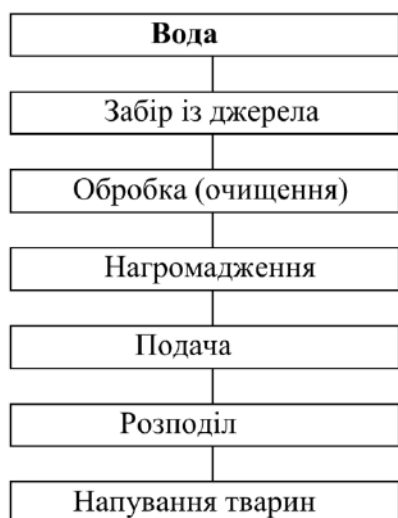 Вода
Забір із джерела
Обробка (очищення)
Нагромадження
Подача
Розподіл
Напування тварин